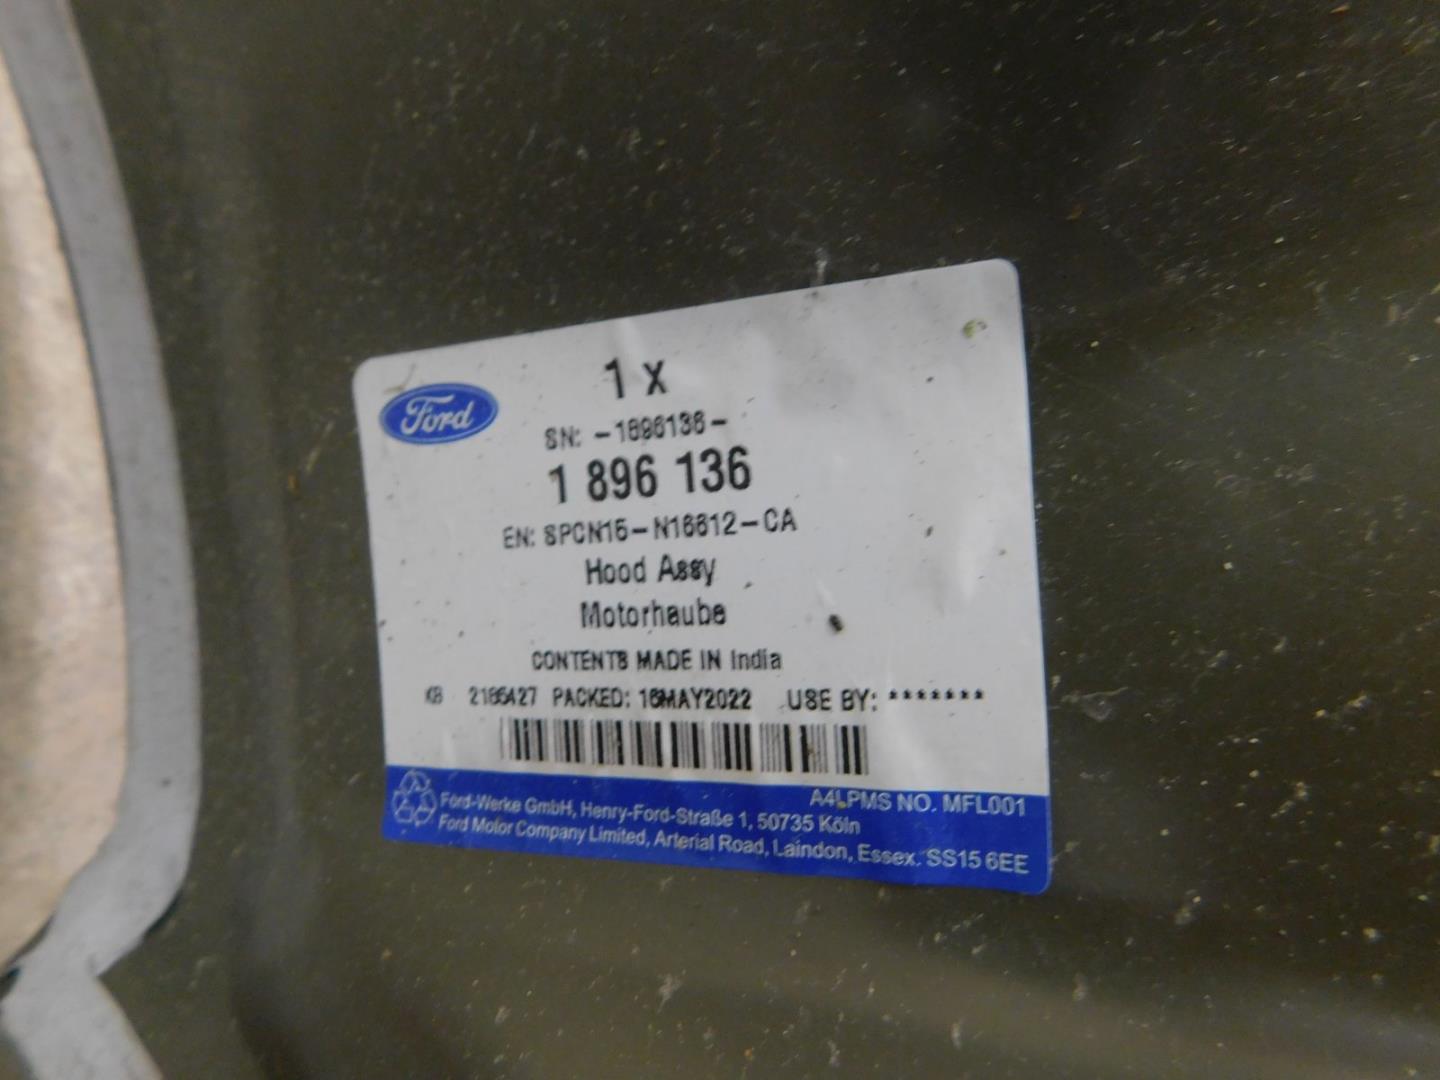 Ford
1 X
SN: -1896136-
1 896 136
EN: SPCN15-N16612-CA
Hood Assy
Motorhaube
CONTENTS MADE IN India
KB 2185427 PACKED: 16MAY2022 USE BY: *******
A4LPMS NO. MFL001
Ford-Werke GmbH, Henry-Ford-Straße 1, 50735 Köln
Ford Motor Company Limited, Arterial Road, Laindon, Essex. SS15 6EE